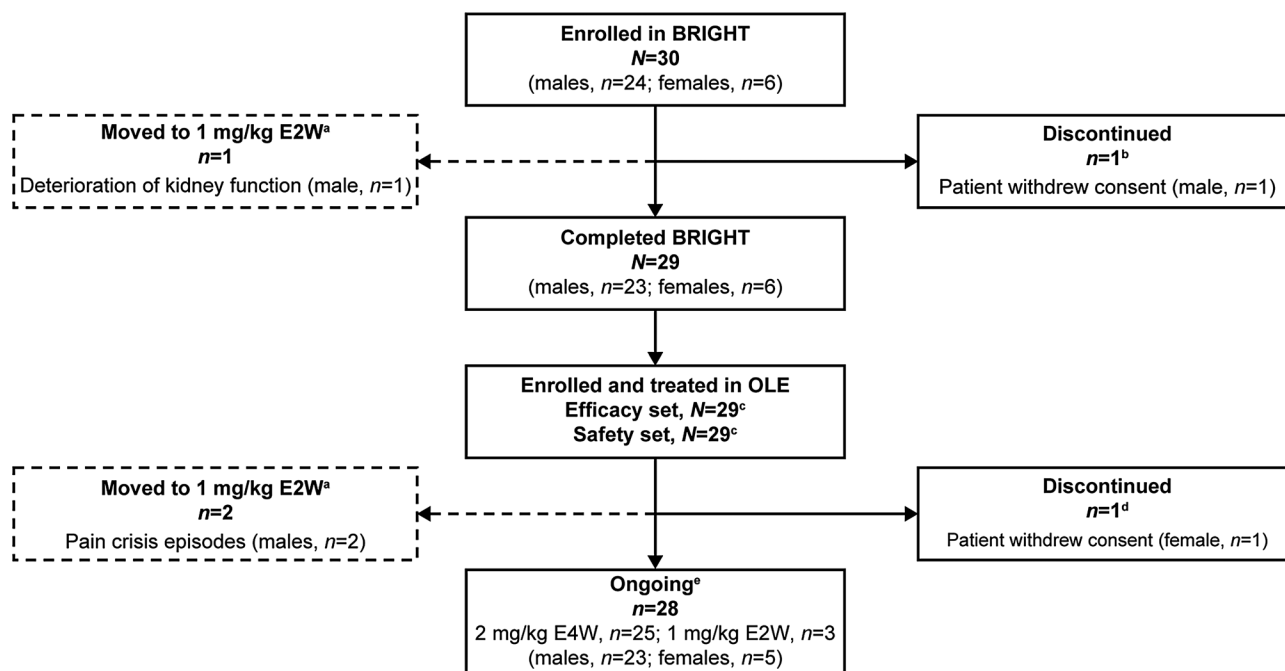 Enrolled in BRIGHT
N=30
(males, n=24; females, n=6)
Moved to 1 mg/kg E2Wᵃ
n=1
Deterioration of kidney function (male, n=1)
Discontinued
n=1ᵇ
Patient withdrew consent (male, n=1)
Completed BRIGHT
N=29
(males, n=23; females, n=6)
Enrolled and treated in OLE
Efficacy set, N=29ᶜ
Safety set, N=29ᶜ
Moved to 1 mg/kg E2Wᵃ
n=2
Pain crisis episodes (males, n=2)
Discontinued
n=1ᵈ
Patient withdrew consent (female, n=1)
Ongoingᵉ
n=28
2 mg/kg E4W, n=25; 1 mg/kg E2W, n=3
(males, n=23; females, n=5)